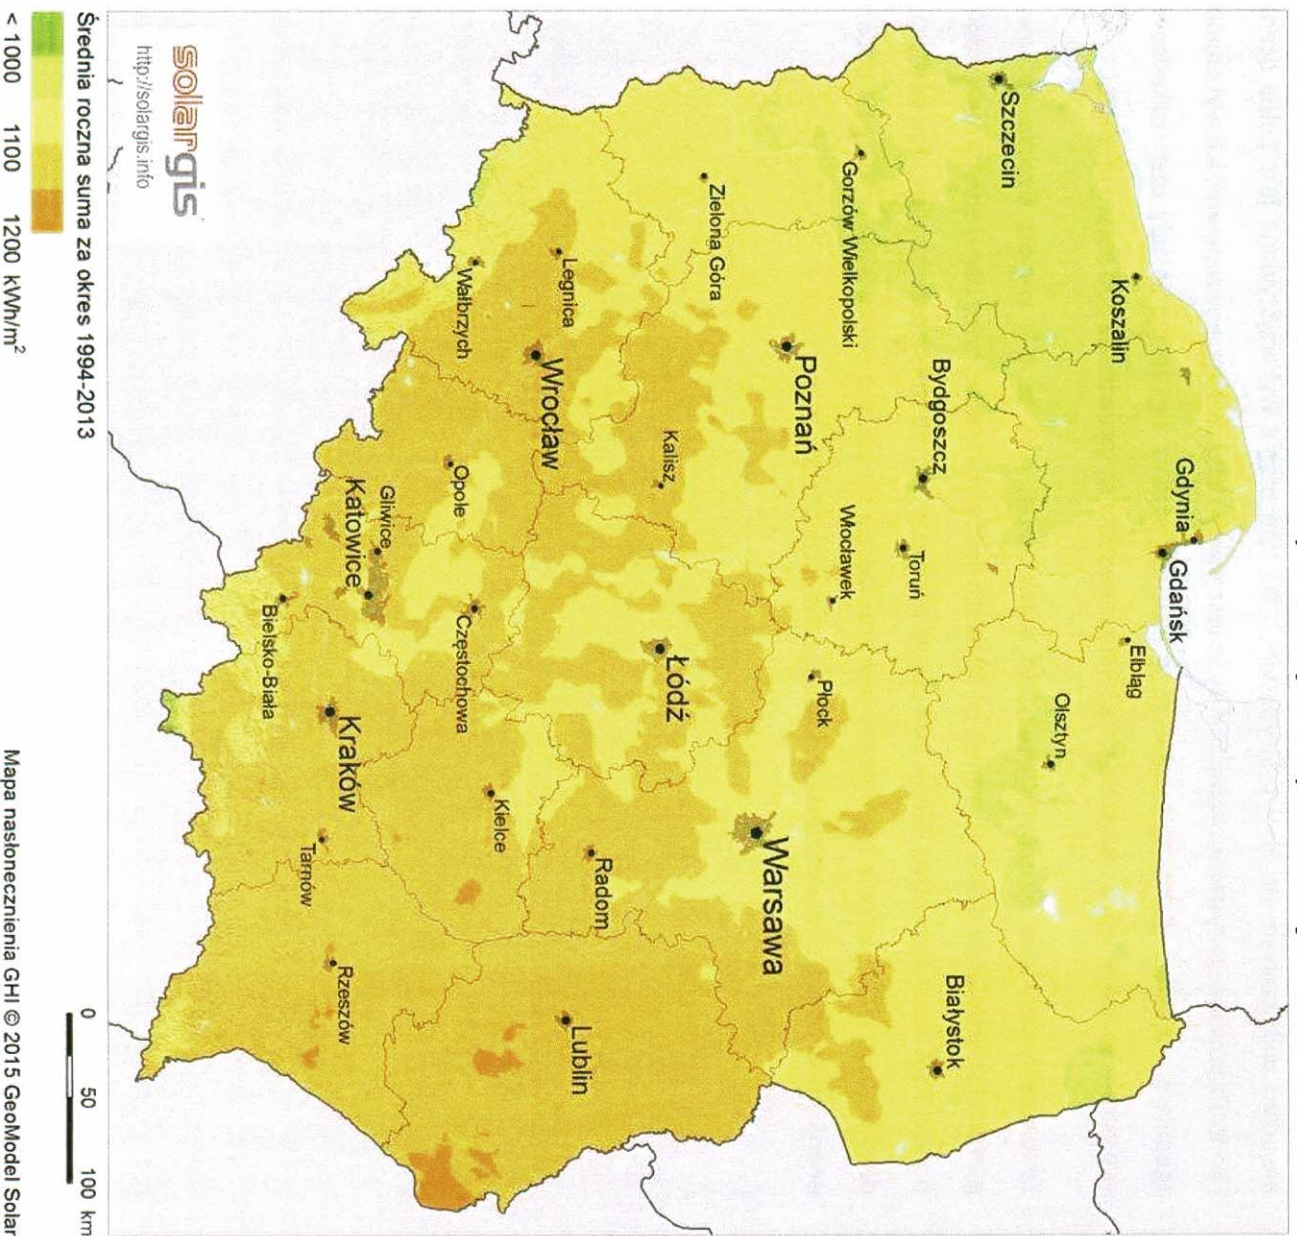 Gdynia
Gdańsk
Elbląg
Koszalin
Olsztyn
Szczecin
Białystok
Bydgoszcz
Toruń
Gorzów Wielkopolski
Włocławek
Płock
Poznań
Warsawa
Zielona Góra
Łódź
Kalisz
Radom
Lublin
Legnica
Wrocław
Kielce
Wałbrzych
Opole
Częstochowa
Gliwice
Katowice
Kraków
Rzeszów
Tarnów
Bielsko-Biała
solargis
http://solargis.info
Średnia roczna suma za okres 1994-2013
0 50 100 km
< 1000 1100 1200 kWh/m²
Mapa nasłonecznienia GHI © 2015 GeoModel Solar